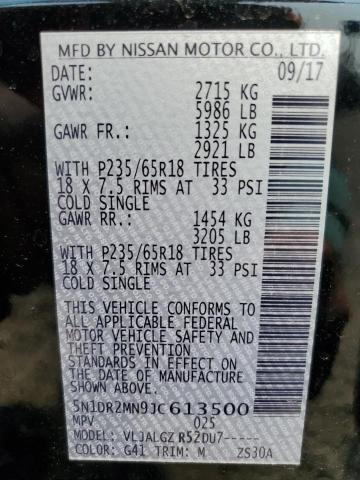 MFD BY NISSAN MOTOR CO., LTD.
DATE: 09/17
GVWR: 2715 KG
5986 LB
GAWR FR: 1325 KG
2921 LB
WITH P235/65R18 TIRES
18 X 7.5 RIMS AT 33 PSI
COLD SINGLE
GAWR RR: 1454 KG
3205 LB
WITH P235/65R18 TIRES
18 X 7.5 RIMS AT 33 PSI
COLD SINGLE
THIS VEHICLE CONFORMS TO
ALL APPLICABLE FEDERAL
MOTOR VEHICLE SAFETY
STANDARDS IN EFFECT ON
THE DATE OF MANUFACTURE
SHOWN ABOVE.
5N1DR2MN9JC613500
MPV 025
MODEL: VLJALGZ R52DU7-----
COLOR: G41 TRIM: M ZS30A